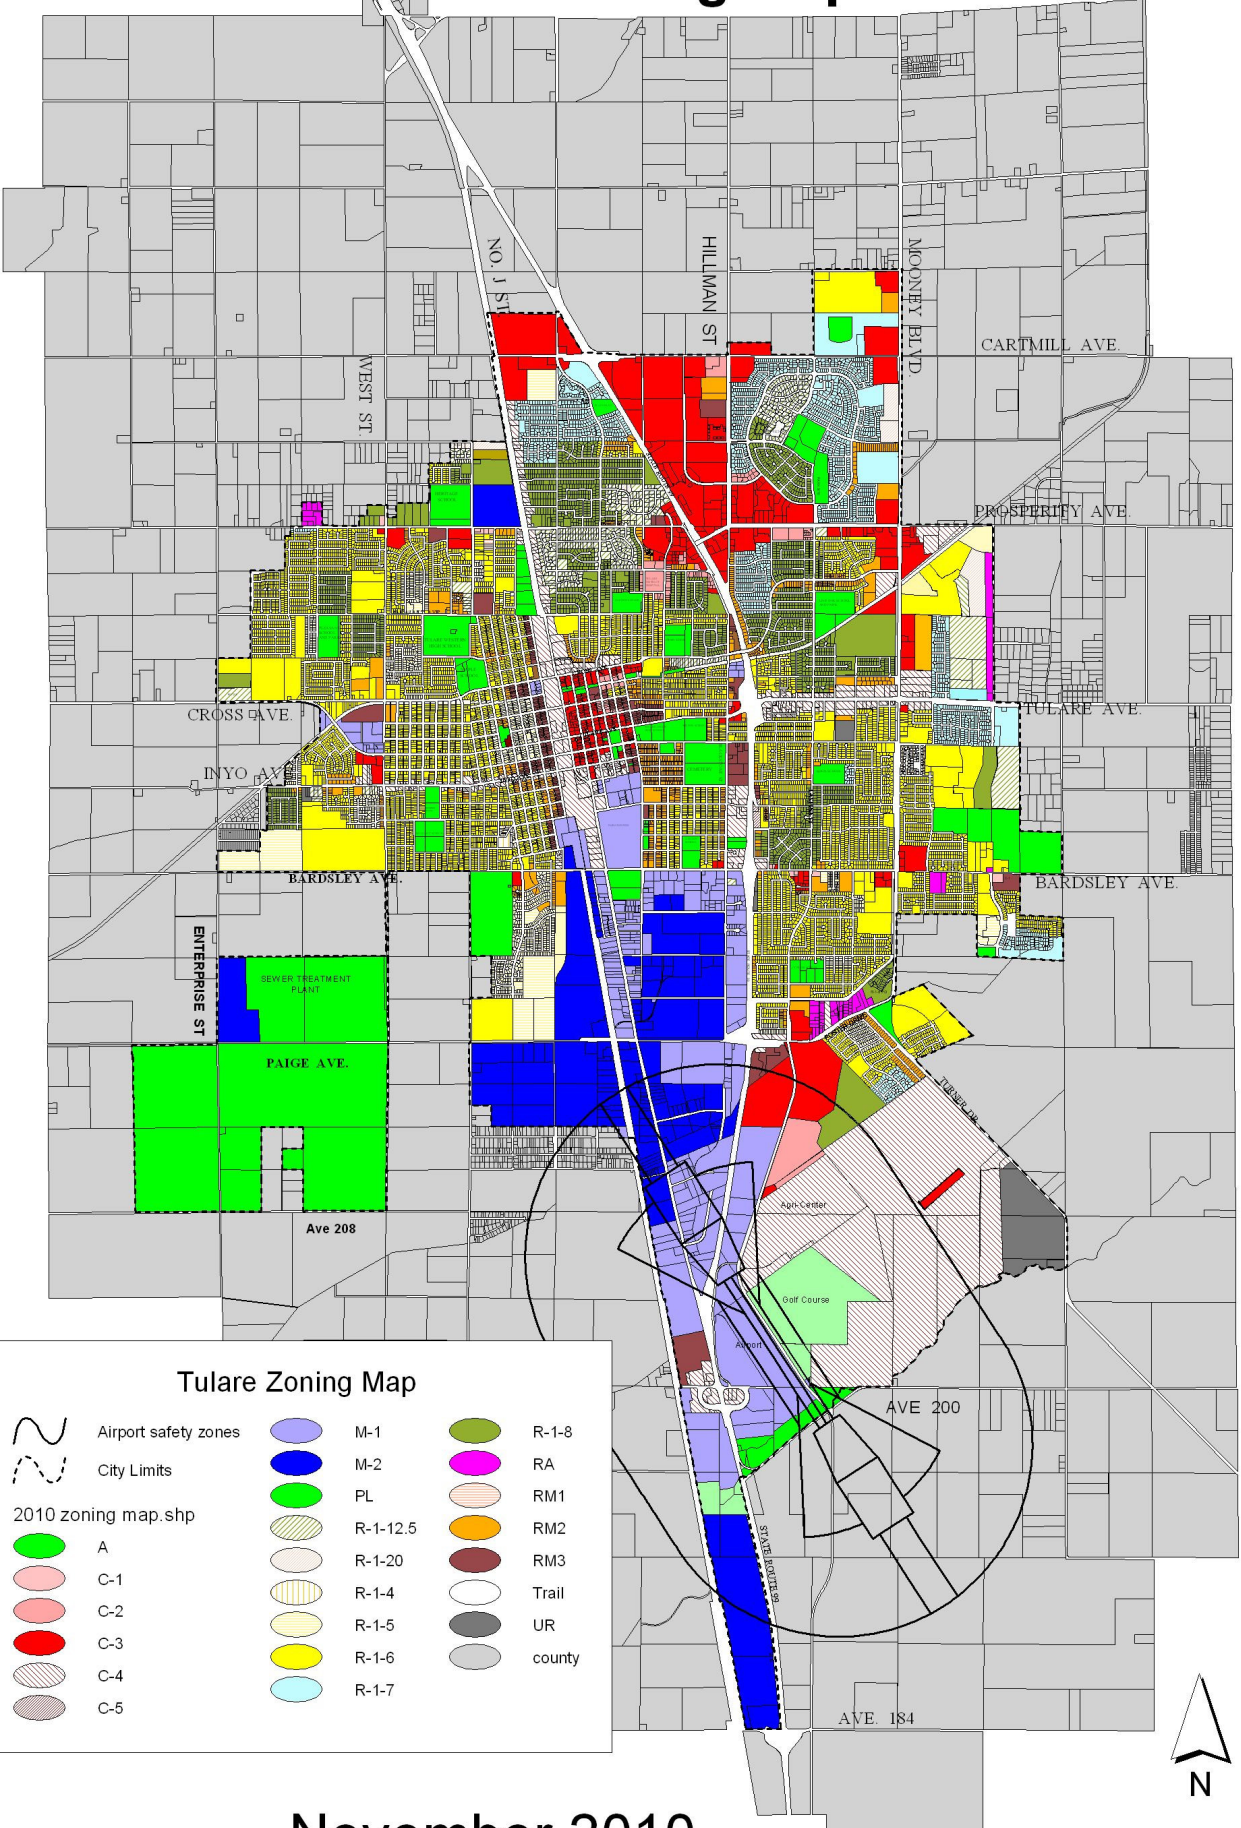 NO. J ST.
HILLMAN ST
MOONEY BLVD.
CARTMILL AVE.
WEST ST.
PROSPERITY AVE.
CROSS AVE.
TULARE AVE.
INYO AVE
BARDSLEY AVE.
BARDSLEY AVE.
ENTERPRISE ST
SEWER TREATMENT
PLANT
PAIGE AVE.
TURNER DR.
Ave 208
Agri-Center
Golf Course
Airport
AVE 200
STATE ROUTE 99
AVE. 184
Tulare Zoning Map
Airport safety zones
City Limits
2010 zoning map.shp
A
C-1
C-2
C-3
C-4
C-5
M-1
M-2
PL
R-1-12.5
R-1-20
R-1-4
R-1-5
R-1-6
R-1-7
R-1-8
RA
RM1
RM2
RM3
Trail
UR
county
N
November 2010